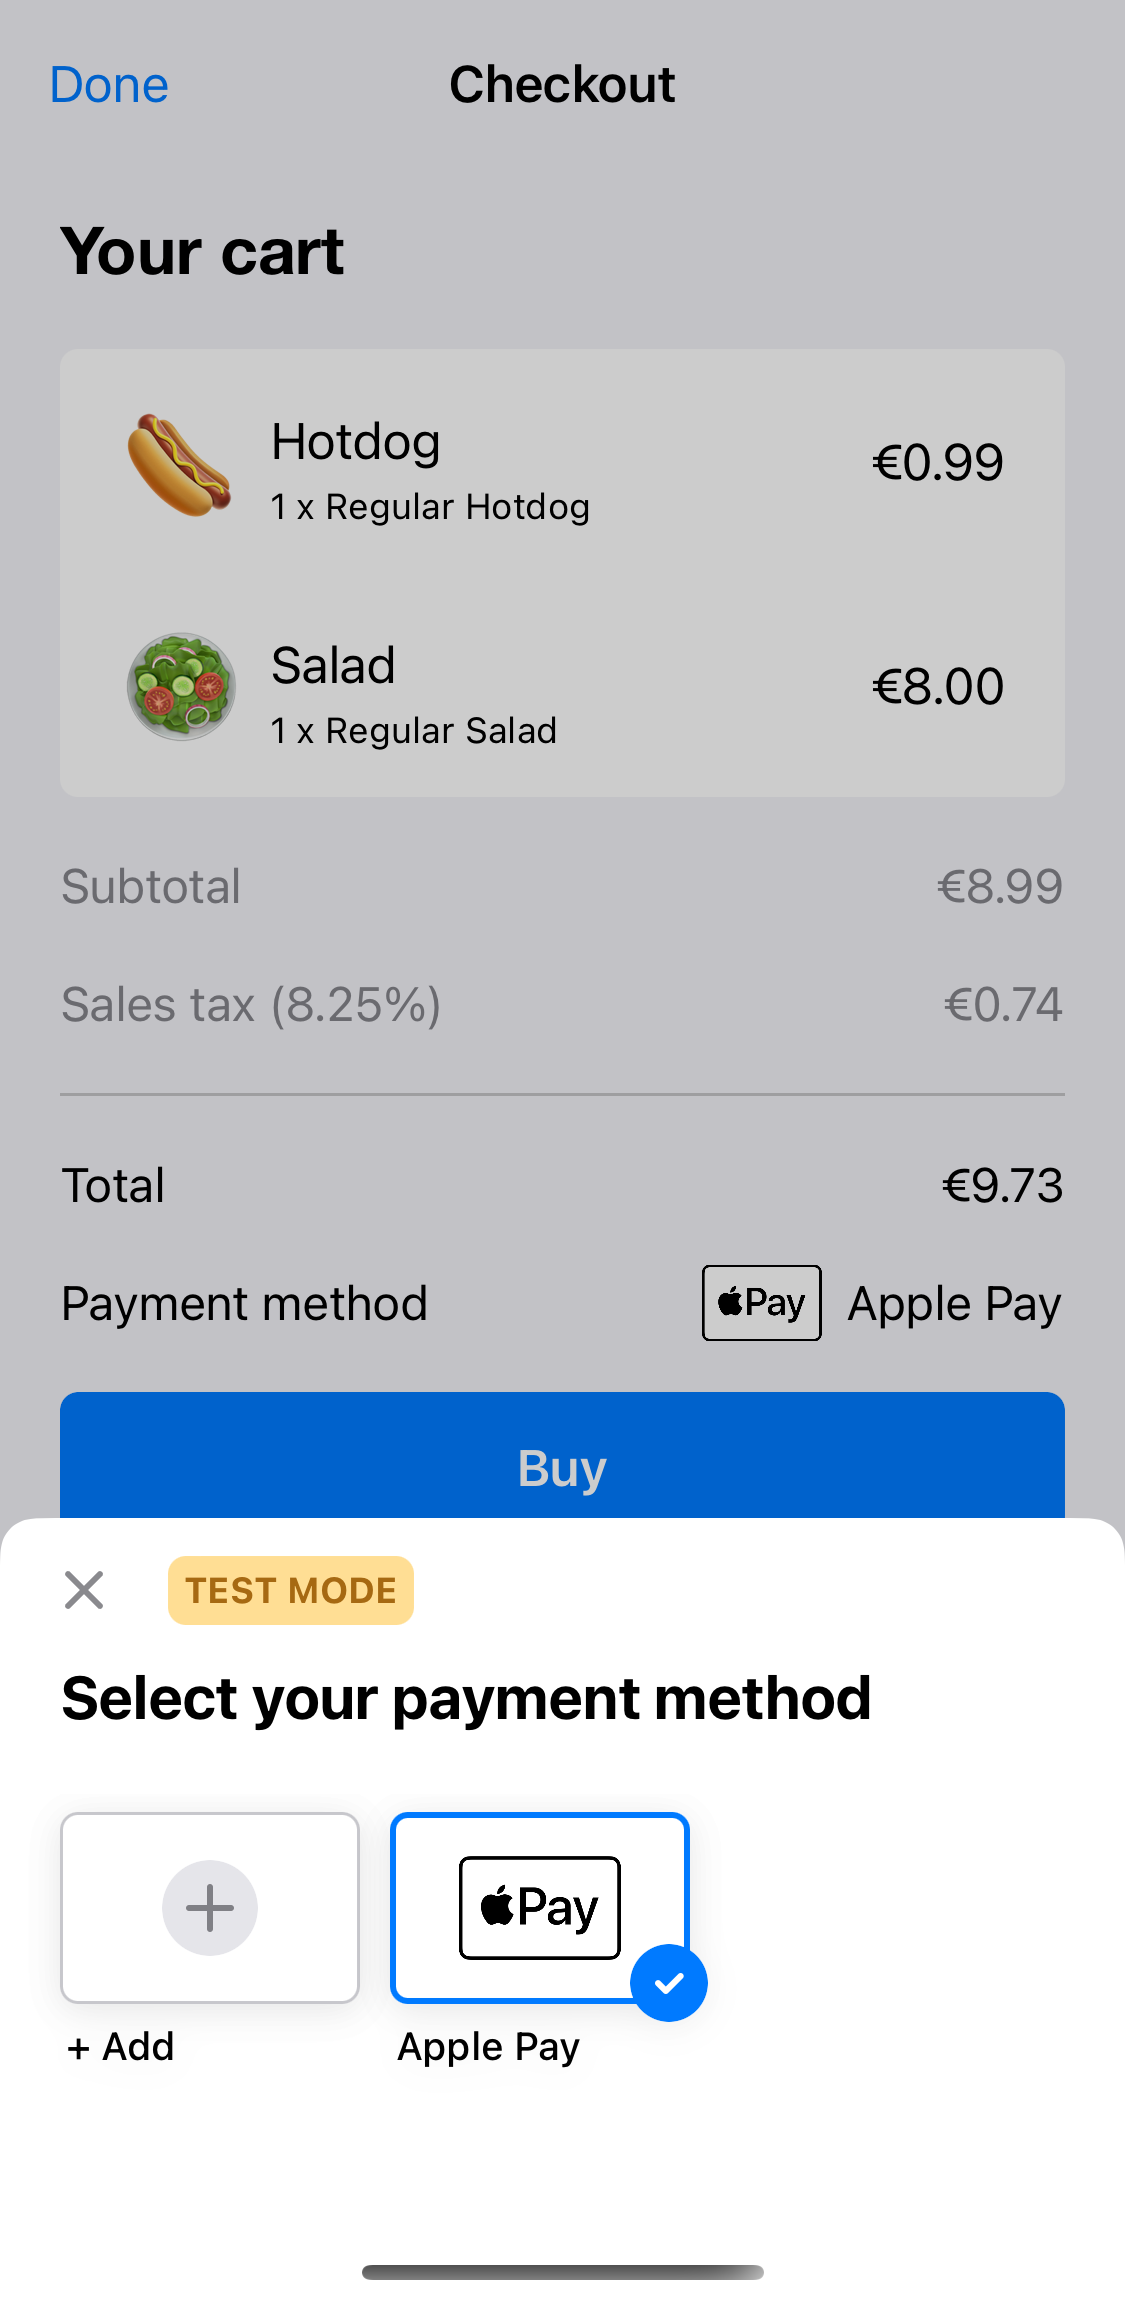 Done
Checkout
Your cart
Hotdog
€0.99
1 x Regular Hotdog
Salad
€8.00
1 x Regular Salad
Subtotal
€8.99
Sales tax (8.25%)
€0.74
Total
€9.73
Payment method
Pay
Apple Pay
Buy
TEST MODE
Select your payment method
Pay
+ Add
Apple Pay